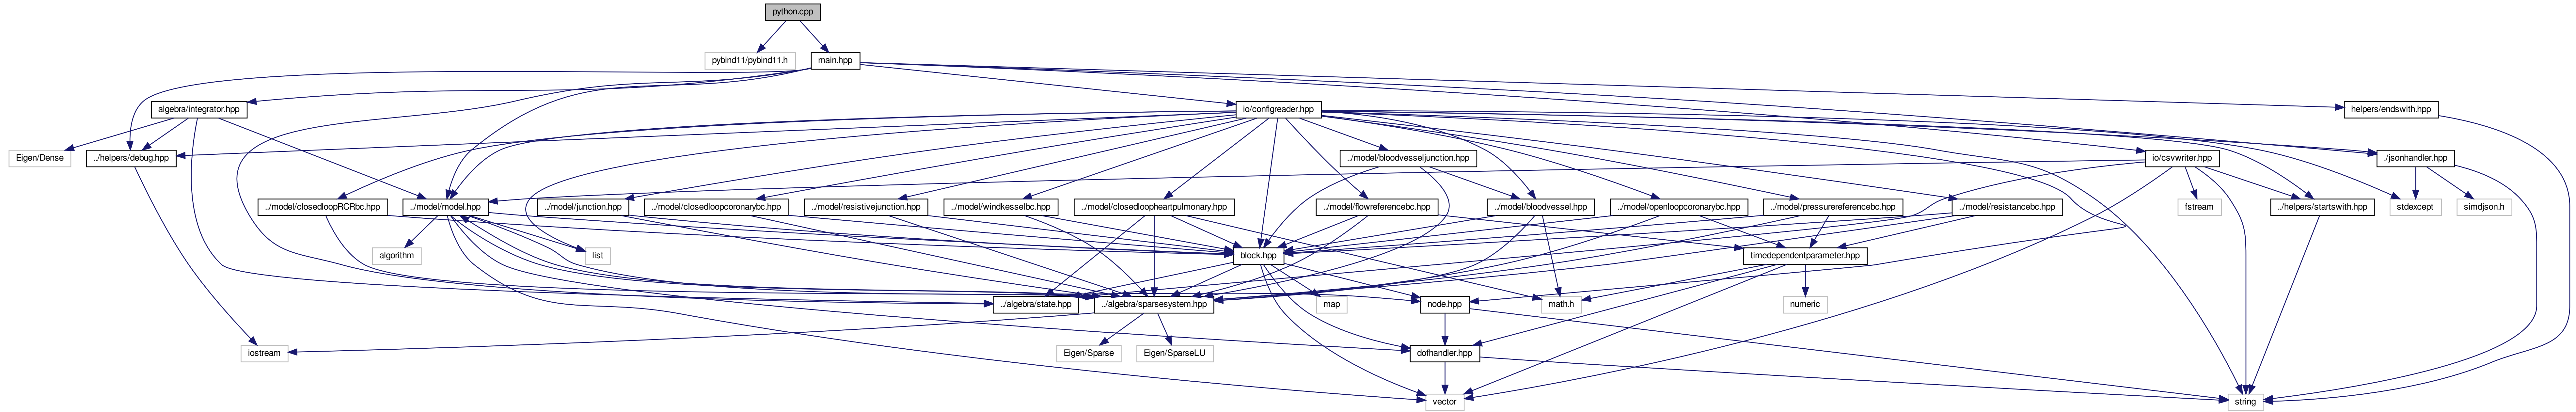 python.cpp
pybind11/pybind11.h
main.hpp
algebra/integrator.hpp
io/configreader.hpp
helpers/endswith.hpp
Eigen/Dense
../helpers/debug.hpp
../model/bloodvesseljunction.hpp
io/csvwriter.hpp
./jsonhandler.hpp
../model/closedloopRCRbc.hpp
../model/model.hpp
../model/junction.hpp
../model/closedloopcoronarybc.hpp
../model/resistivejunction.hpp
../model/windkesselbc.hpp
../model/closedloopheartpulmonary.hpp
../model/flowreferencebc.hpp
../model/bloodvessel.hpp
../model/openloopcoronarybc.hpp
../model/pressurereferencebc.hpp
../model/resistancebc.hpp
fstream
../helpers/startswith.hpp
stdexcept
simdjson.h
algorithm
list
block.hpp
timedependentparameter.hpp
../algebra/state.hpp
../algebra/sparsesystem.hpp
map
node.hpp
math.h
numeric
iostream
Eigen/Sparse
Eigen/SparseLU
dofhandler.hpp
vector
string